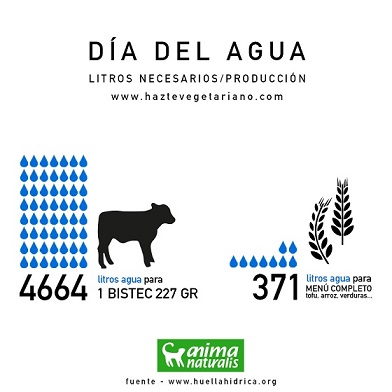 DÍA DEL AGUA
LITROS NECESARIOS/PRODUCCIÓN
www.haztevegetariano.com
4664 litros agua para
1 BISTEC 227 GR
371 litros agua para
MENÚ COMPLETO
tofu, arroz, verduras...
anima
naturalis
fuente - www.huellahidrica.org